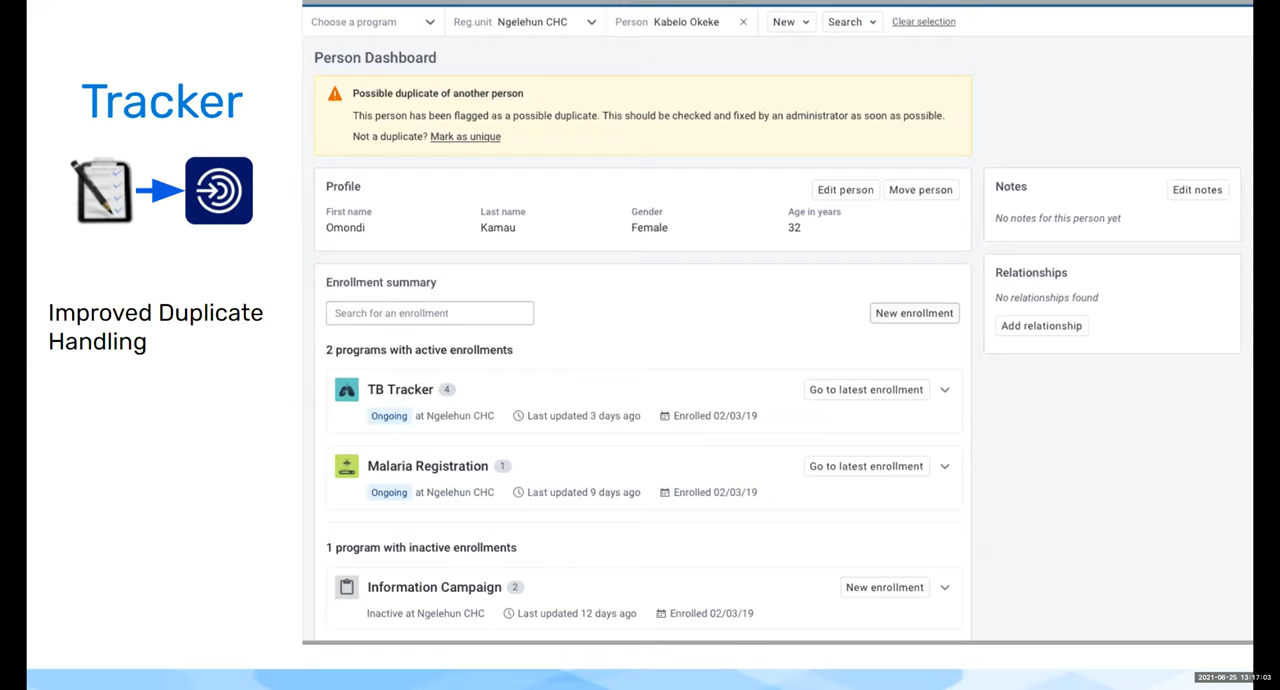 Tracker
Improved Duplicate
Handling
Choose a program
Reg.unit Ngelehun CHC
Person Kabelo Okeke
New
Search
Clear selection
Person Dashboard
Possible duplicate of another person
This person has been flagged as a possible duplicate. This should be checked and fixed by an administrator as soon as possible.
Not a duplicate? Mark as unique
Profile
Edit person
Move person
First name
Last name
Gender
Age in years
Omondi
Kamau
Female
32
Notes
Edit notes
No notes for this person yet
Relationships
No relationships found
Add relationship
Enrollment summary
Search for an enrollment
New enrollment
2 programs with active enrollments
TB Tracker 4
Go to latest enrollment
Ongoing at Ngelehun CHC Last updated 3 days ago Enrolled 02/03/19
Malaria Registration 1
Go to latest enrollment
Ongoing at Ngelehun CHC Last updated 9 days ago Enrolled 02/03/19
1 program with inactive enrollments
Information Campaign 2
New enrollment
Inactive at Ngelehun CHC Last updated 12 days ago Enrolled 02/03/19
2021-06-25 13:17:03